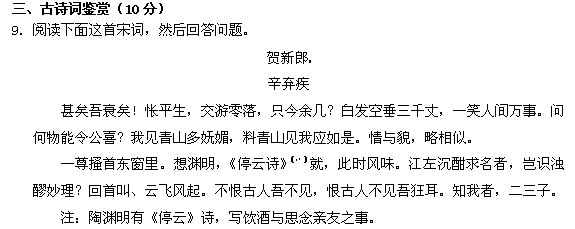 三、古诗词鉴赏（10 分）
9．阅读下面这首宋词，然后回答问题。
贺新郎.
辛弃疾
甚矣吾衰矣！怅平生，交游零落，只今余几？白发空垂三千丈，一笑人间万事。问
何物能令公喜？我见青山多妩媚，料青山见我应如是。情与貌，略相似。
一尊搔首东窗里。想渊明，《停云诗》就，此时风味。江左沉酣求名者，岂识浊
醪妙理？回首叫、云飞风起。不恨古人吾不见，恨古人不见吾狂耳。知我者，二三子。
注：陶渊明有《停云》诗，写饮酒与思念亲友之事。